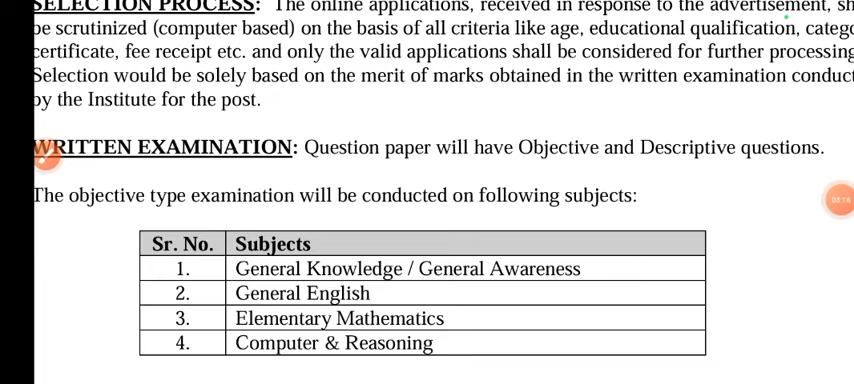 SELECTION PROCESS: The online applications, received in response to the advertisement, sh
be scrutinized (computer based) on the basis of all criteria like age, educational qualification, catego
certificate, fee receipt etc. and only the valid applications shall be considered for further processing
Selection would be solely based on the merit of marks obtained in the written examination conduct
by the Institute for the post.
WRITTEN EXAMINATION: Question paper will have Objective and Descriptive questions.
The objective type examination will be conducted on following subjects:
Sr. No. Subjects
1. General Knowledge / General Awareness
2. General English
3. Elementary Mathematics
4. Computer & Reasoning